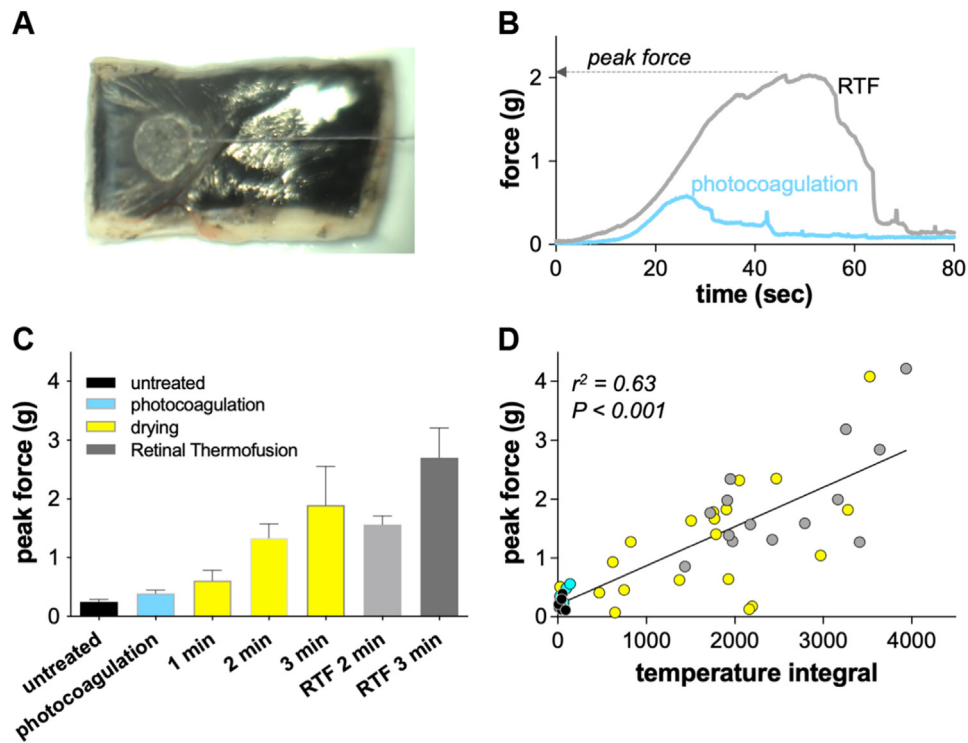 A
B
force (g)
2
1
0
peak force
RTF
photocoagulation
0
20
40
60
80
time (sec)
C
peak force (g)
4
3
2
1
0
untreated
photocoagulation
drying
Retinal Thermofusion
untreated
photocoagulation
1 min
2 min
3 min
RTF 2 min
RTF 3 min
D
peak force (g)
4
3
2
1
0
r² = 0.63
P < 0.001
0
1000
2000
3000
4000
temperature integral